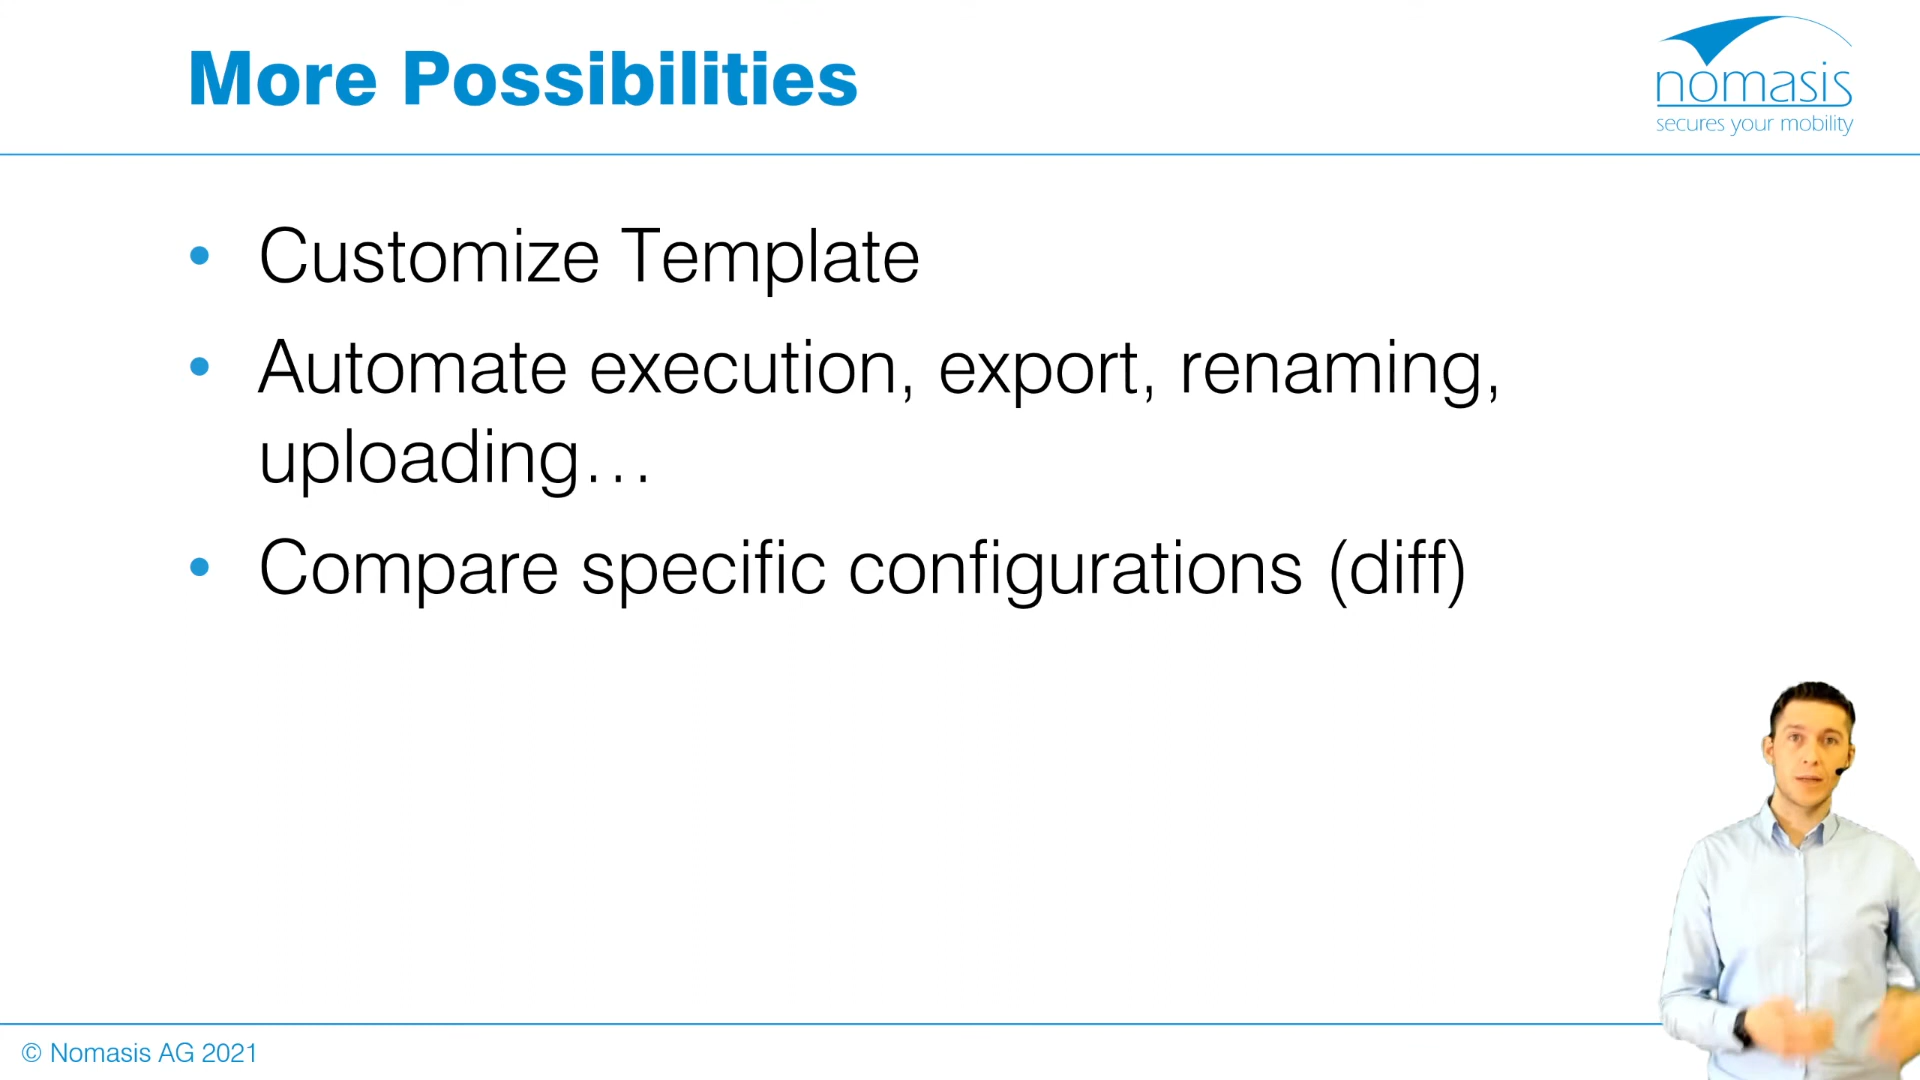 More Possibilities
nomasis
secures your mobility
• Customize Template
• Automate execution, export, renaming,
uploading…
• Compare specific configurations (diff)
© Nomasis AG 2021